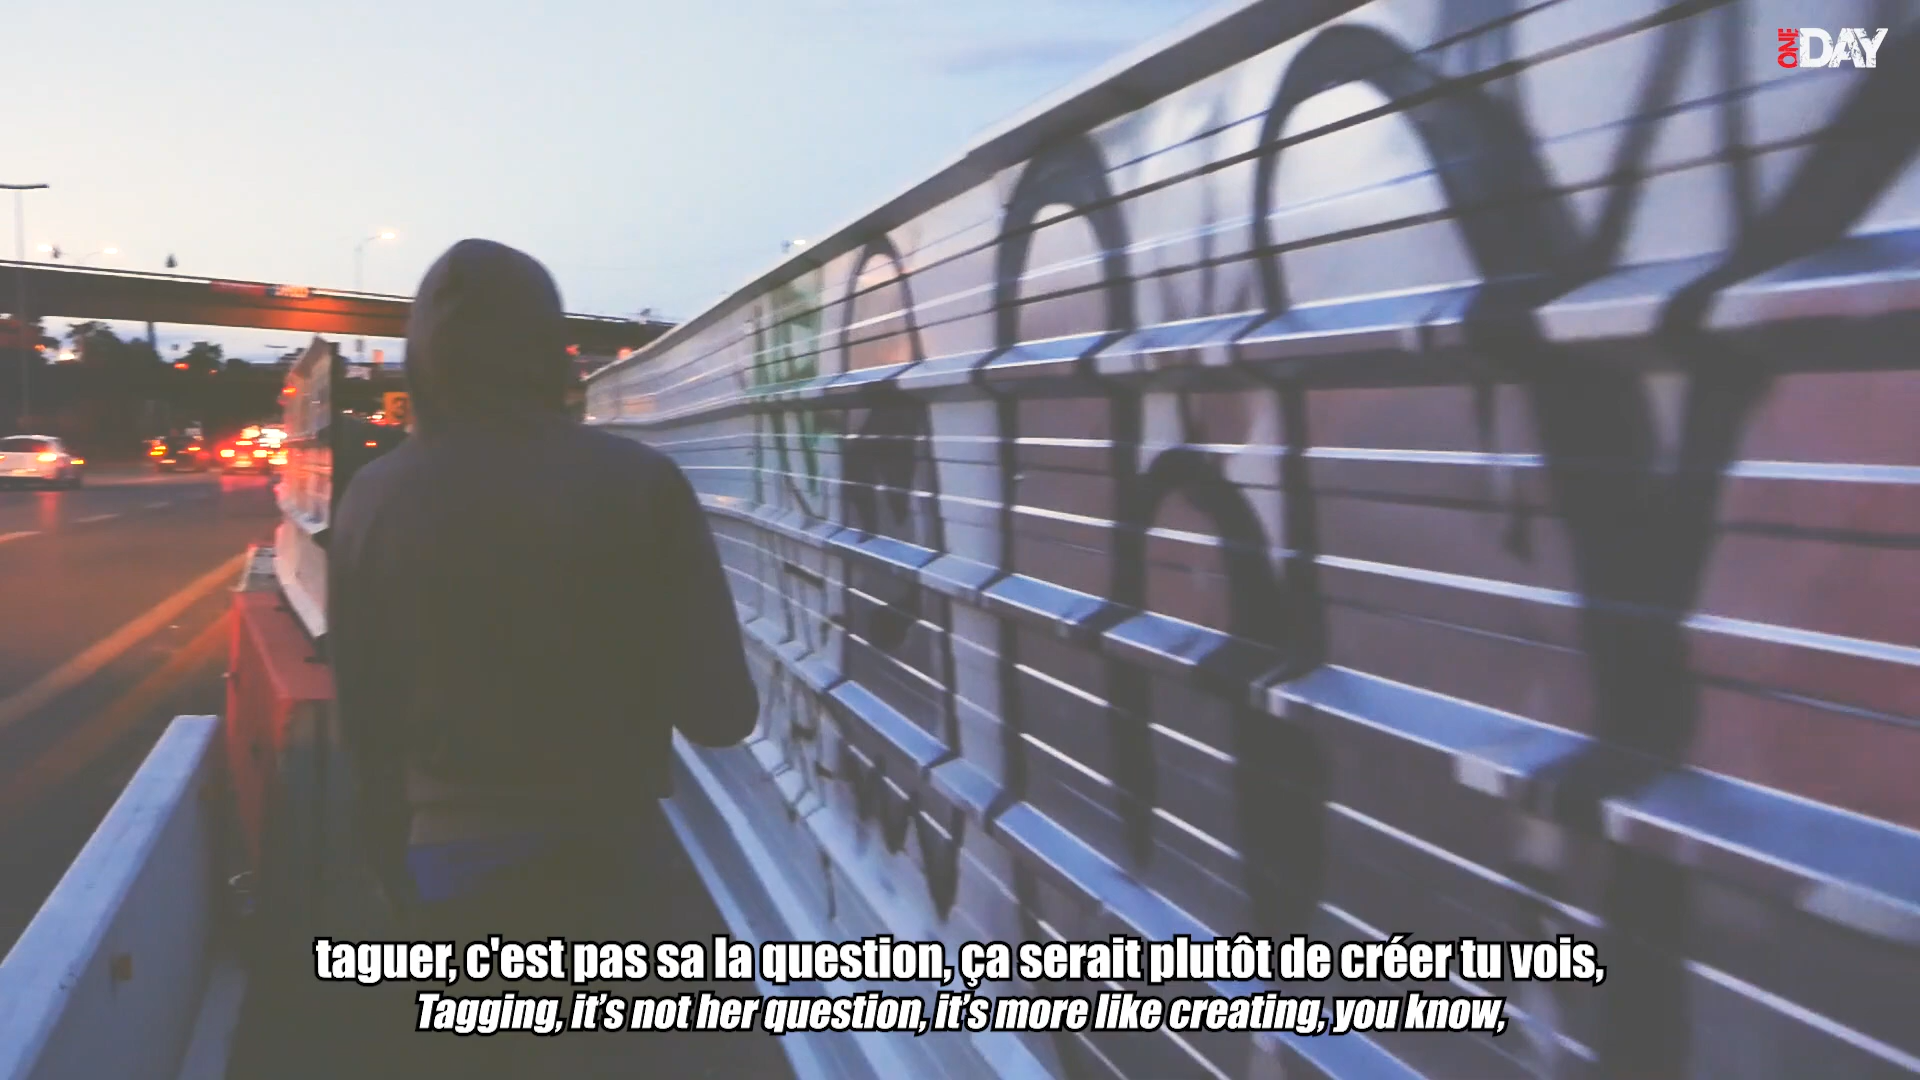 ONE DAY
taguer, c'est pas sa la question, ça serait plutôt de créer tu vois,
Tagging, it's not her question, it's more like creating, you know,